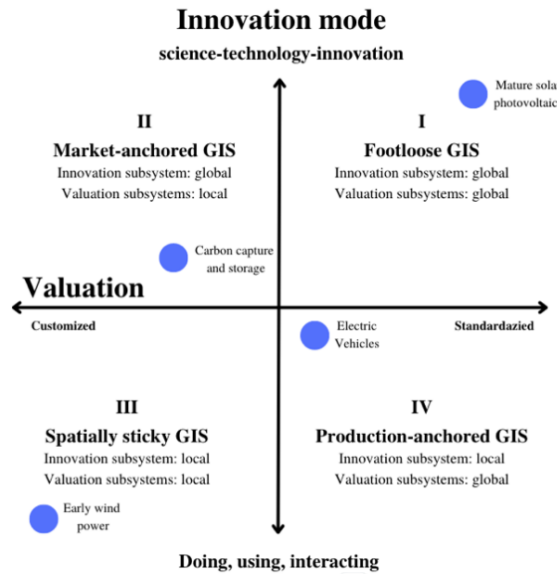 Innovation mode
science-technology-innovation
Mature sola
photovoltaic
II
Market-anchored GIS
Innovation subsystem: global
Valuation subsystems: local
I
Footloose GIS
Innovation subsystem: global
Valuation subsystems: global
Carbon capture
and storage
Valuation
Customized
Standardazied
Electric
Vehicles
III
Spatially sticky GIS
Innovation subsystem: local
Valuation subsystems: local
IV
Production-anchored GIS
Innovation subsystem: local
Valuation subsystems: global
Early wind
power
Doing, using, interacting